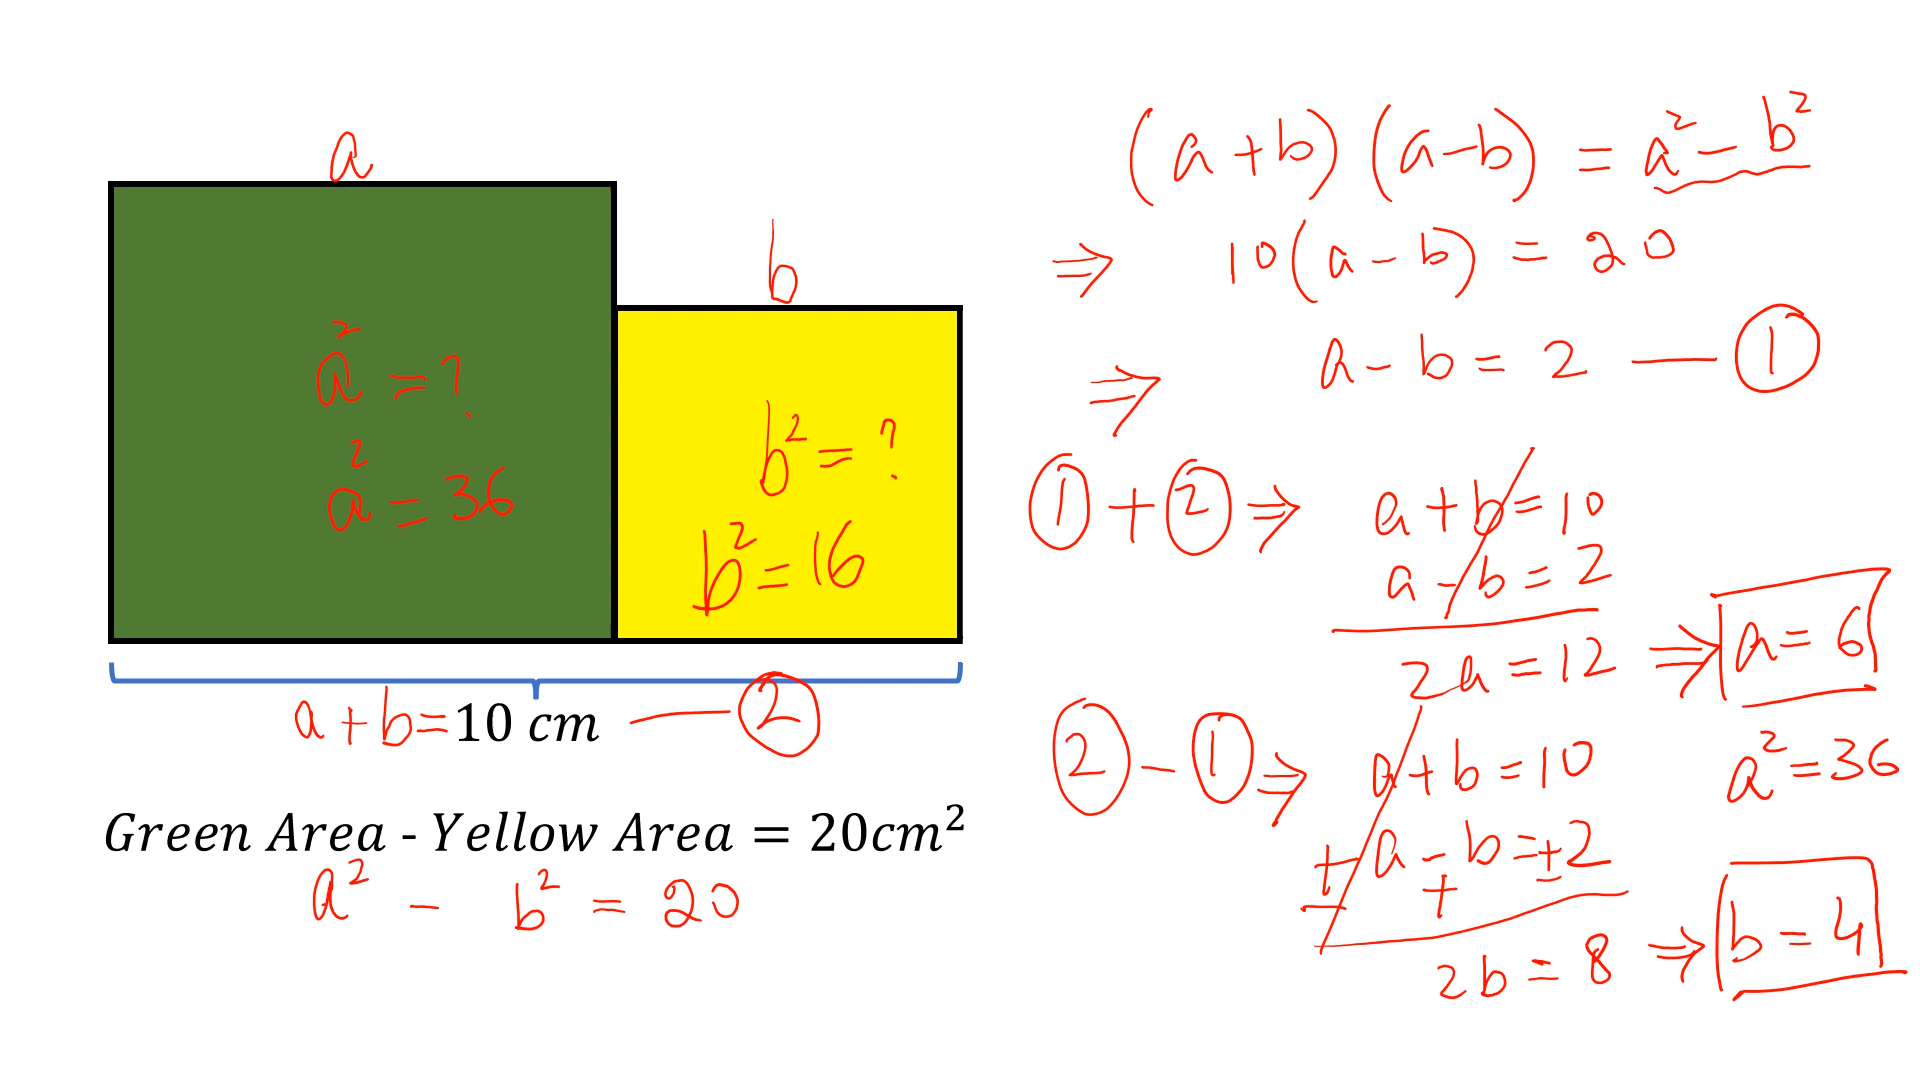 a
b
a² = ?
a² = 36
b² = ?
b² = 16
a + b = 10 cm — ②
Green Area - Yellow Area = 20cm²
a² - b² = 20
(a + b) (a - b) = a² - b²
⇒ 10(a - b) = 20
⇒ a - b = 2 — ①
① + ② ⇒ a + b = 10
a - b = 2
2a = 12 ⇒ a = 6
② - ① ⇒ a + b = 10
a² = 36
± a - b = ± 2
+
2b = 8 ⇒ b = 4